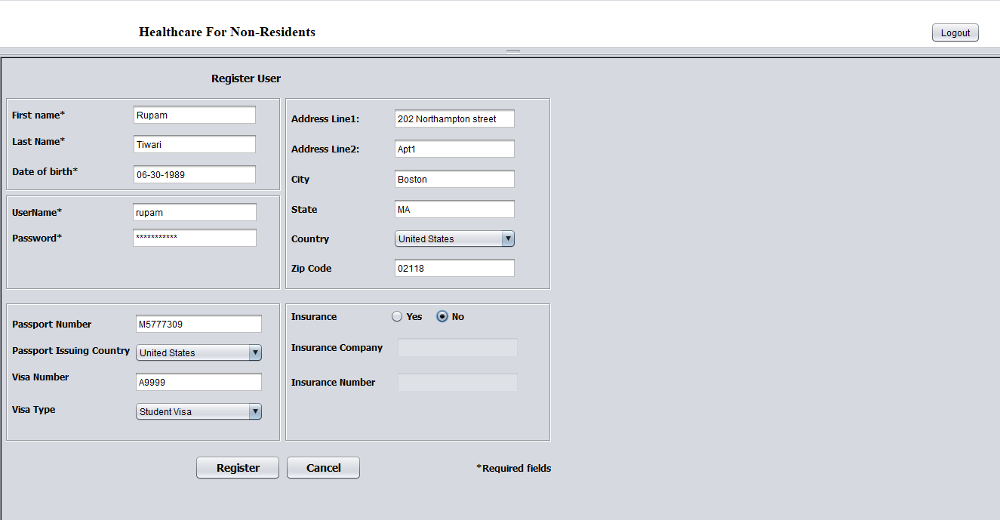 Healthcare For Non-Residents
Logout
Register User
First name* Rupam
Last Name* Tiwari
Date of birth* 06-30-1989
UserName* rupam
Password* ***********
Address Line1: 202 Northampton street
Address Line2: Apt1
City Boston
State MA
Country United States
Zip Code 02118
Passport Number M5777309
Passport Issuing Country United States
Visa Number A9999
Visa Type Student Visa
Insurance Yes No
Insurance Company
Insurance Number
Register Cancel *Required fields